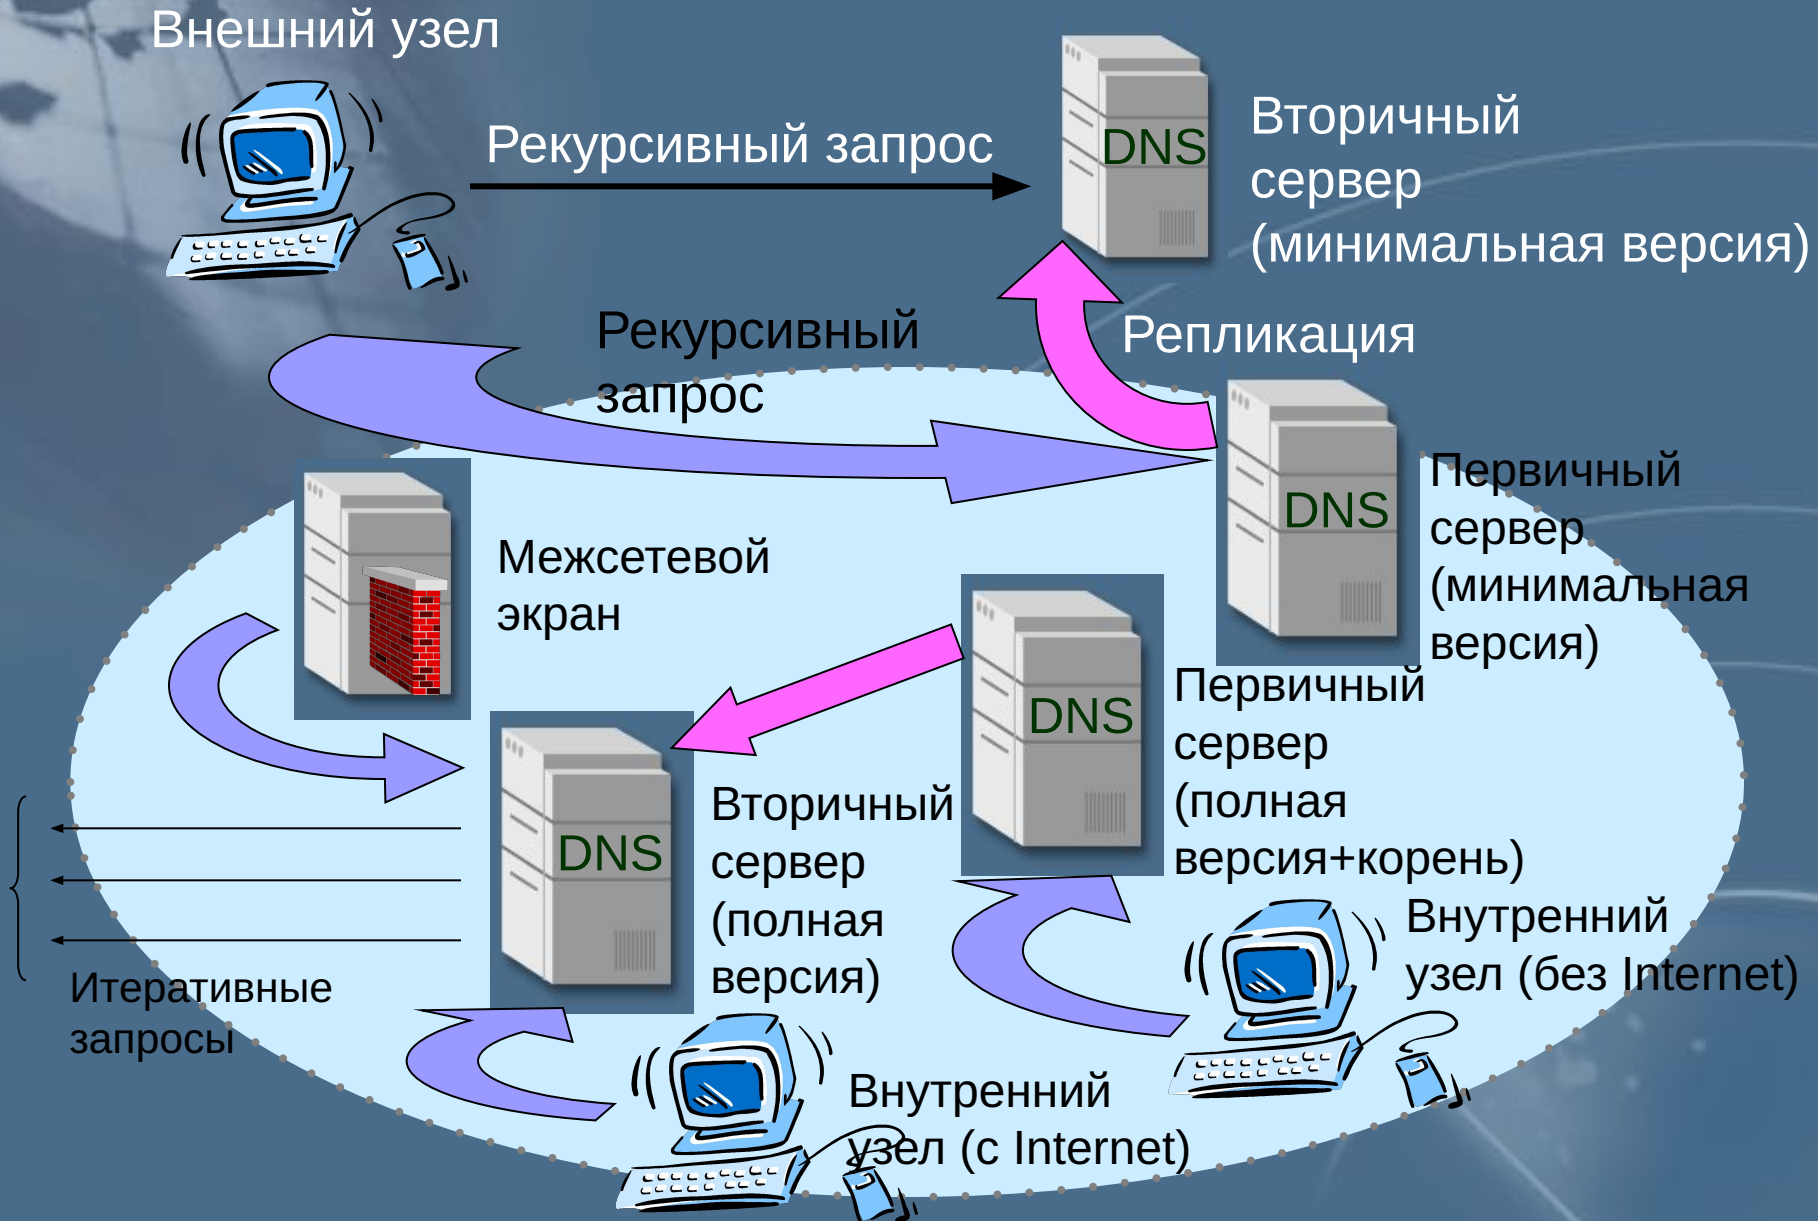 Внешний узел
Рекурсивный запрос
DNS
Вторичный
сервер
(минимальная версия)
Рекурсивный
запрос
Репликация
DNS
Первичный
сервер
(минимальная
версия)
Межсетевой
экран
DNS
Первичный
сервер
(полная
версия+корень)
DNS
Вторичный
сервер
(полная
версия)
Внутренний
узел (без Internet)
Итеративные
запросы
Внутренний
узел (с Internet)